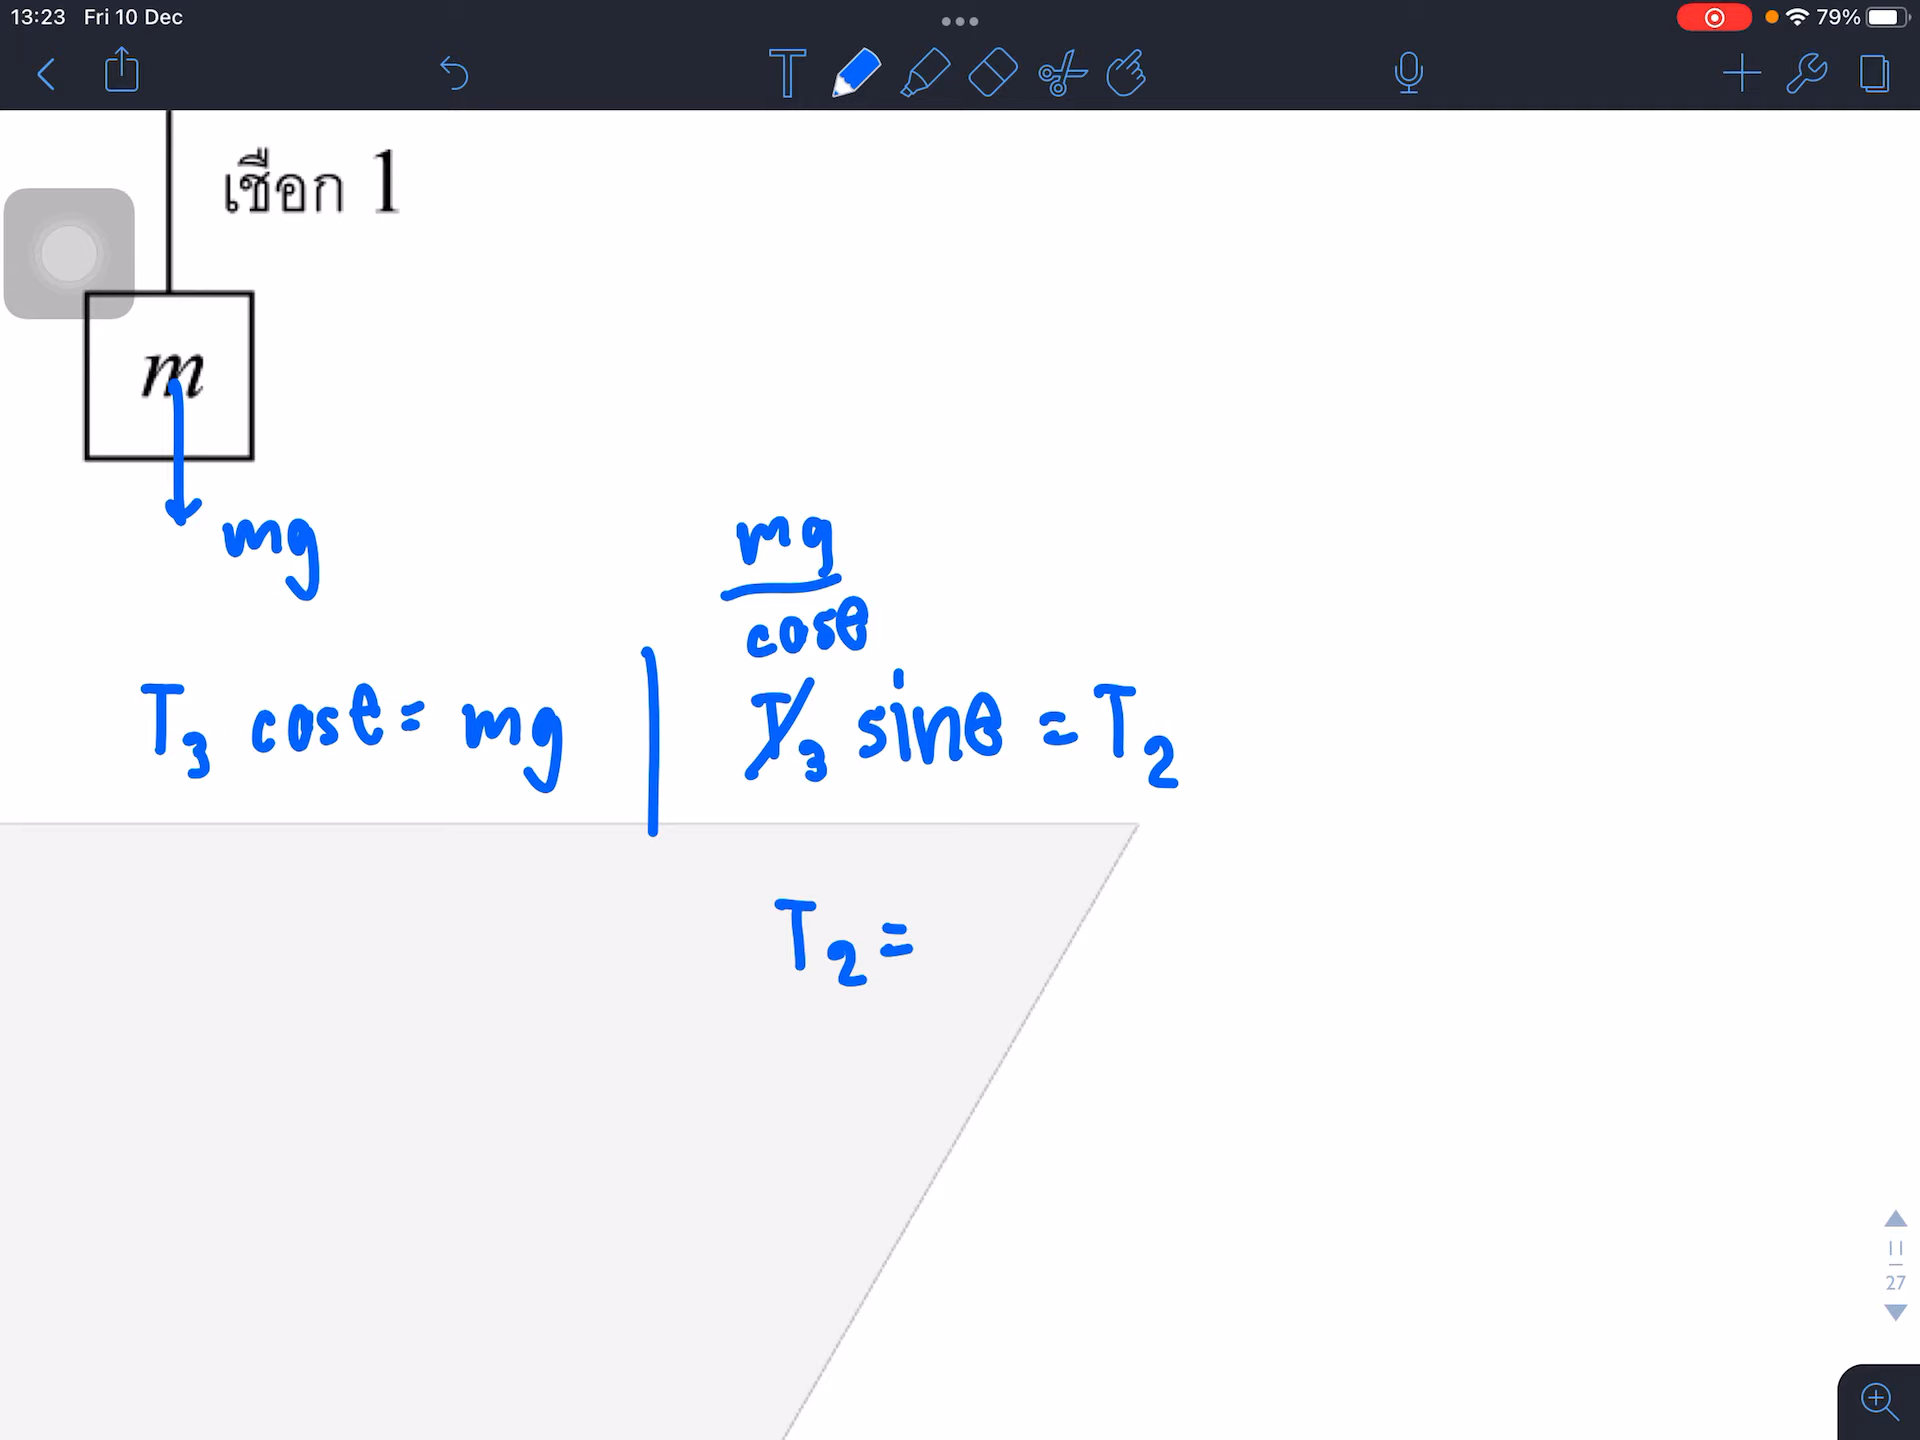 13:23 Fri 10 Dec
79%
เชือก 1
m
mg
mg
cosθ
T3 cosθ = mg
T3 sinθ = T2
T2 =
11
27